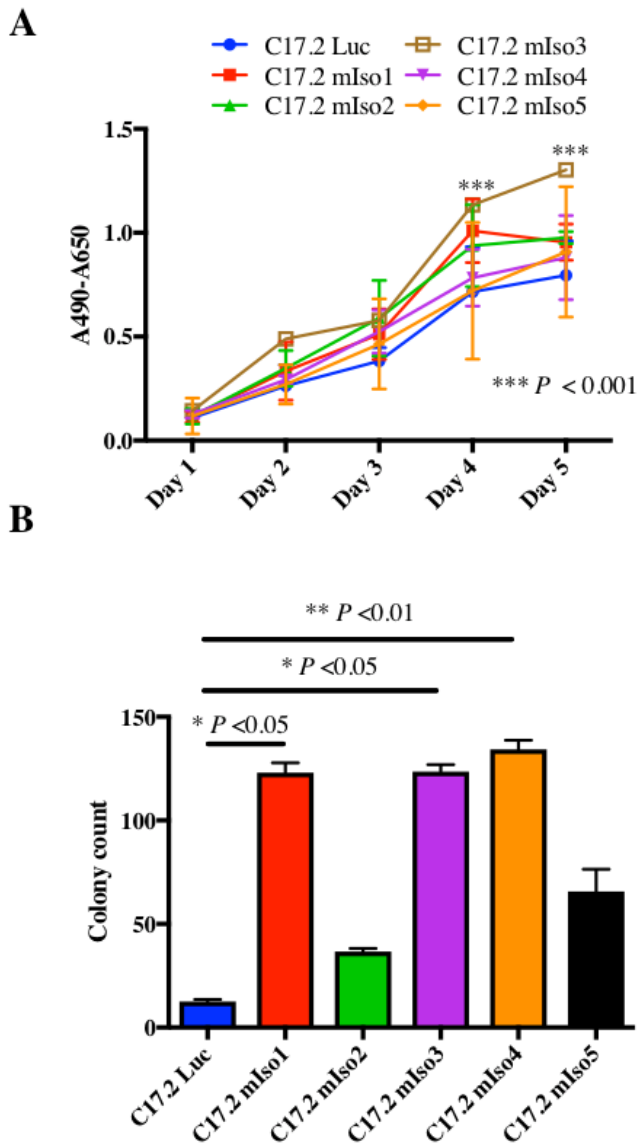 A
C17.2 Luc
C17.2 mIso3
C17.2 mIso1
C17.2 mIso4
C17.2 mIso2
C17.2 mIso5
1.5
***
***
1.0
A490-A650
0.5
*** P < 0.001
0.0
Day 1
Day 2
Day 3
Day 4
Day 5
B
** P <0.01
* P <0.05
150
* P <0.05
100
Colony count
50
0
C17.2 Luc
C17.2 mIso1
C17.2 mIso2
C17.2 mIso3
C17.2 mIso4
C17.2 mIso5